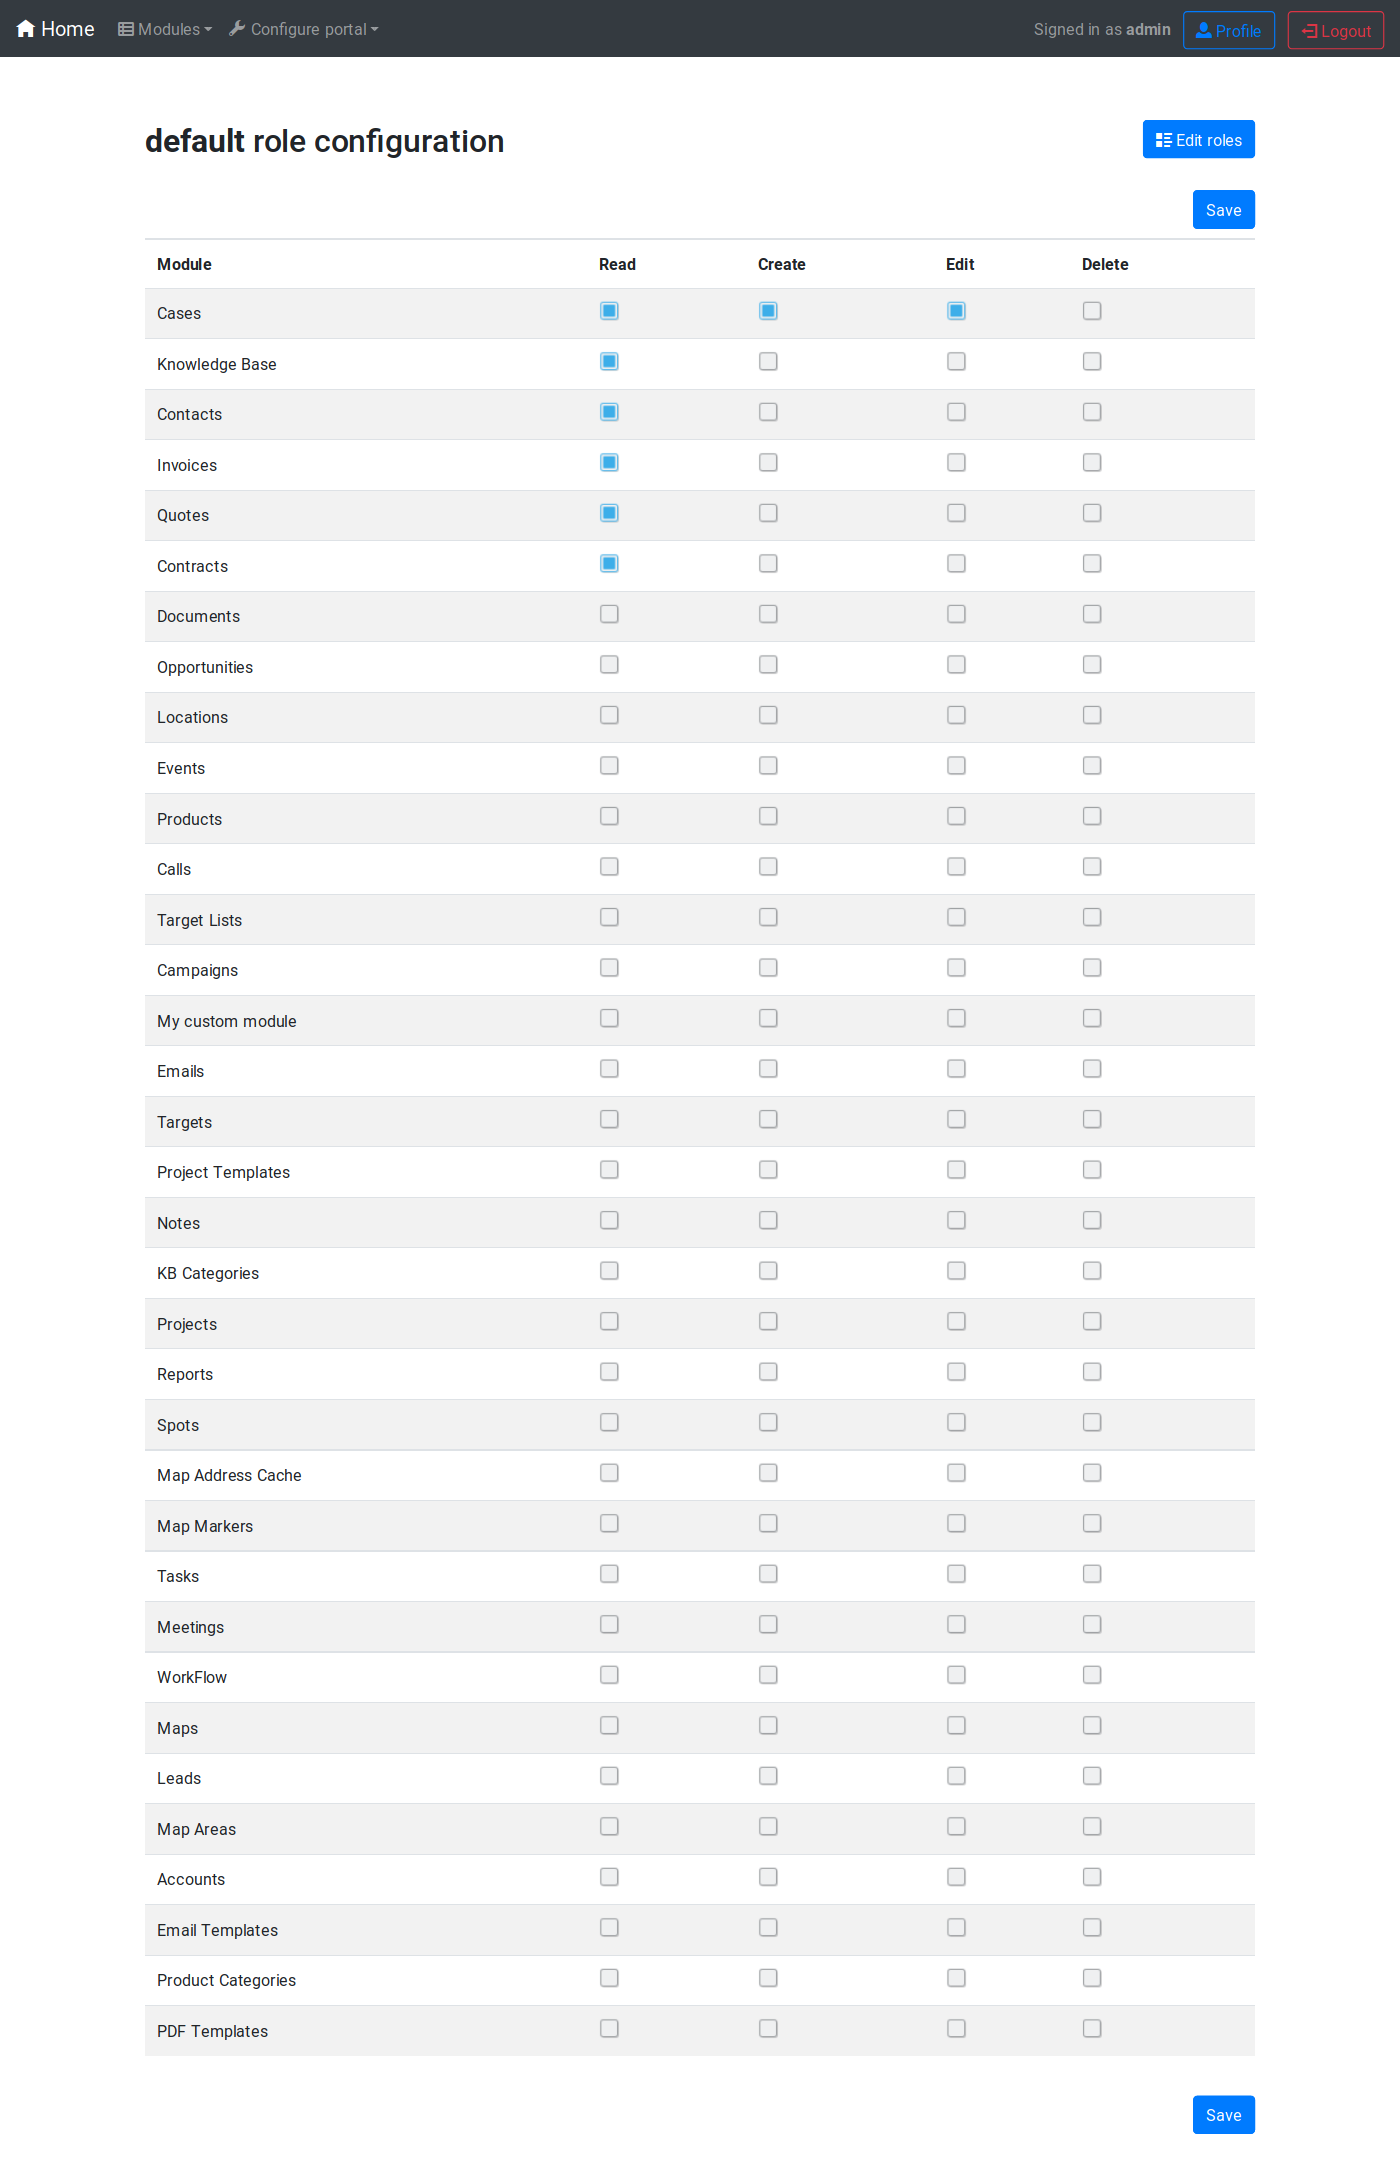 Home Modules Configure portal Signed in as admin Profile Logout
default role configuration Edit roles
Save
Module Read Create Edit Delete
Cases
Knowledge Base
Contacts
Invoices
Quotes
Contracts
Documents
Opportunities
Locations
Events
Products
Calls
Target Lists
Campaigns
My custom module
Emails
Targets
Project Templates
Notes
KB Categories
Projects
Reports
Spots
Map Address Cache
Map Markers
Tasks
Meetings
WorkFlow
Maps
Leads
Map Areas
Accounts
Email Templates
Product Categories
PDF Templates
Save